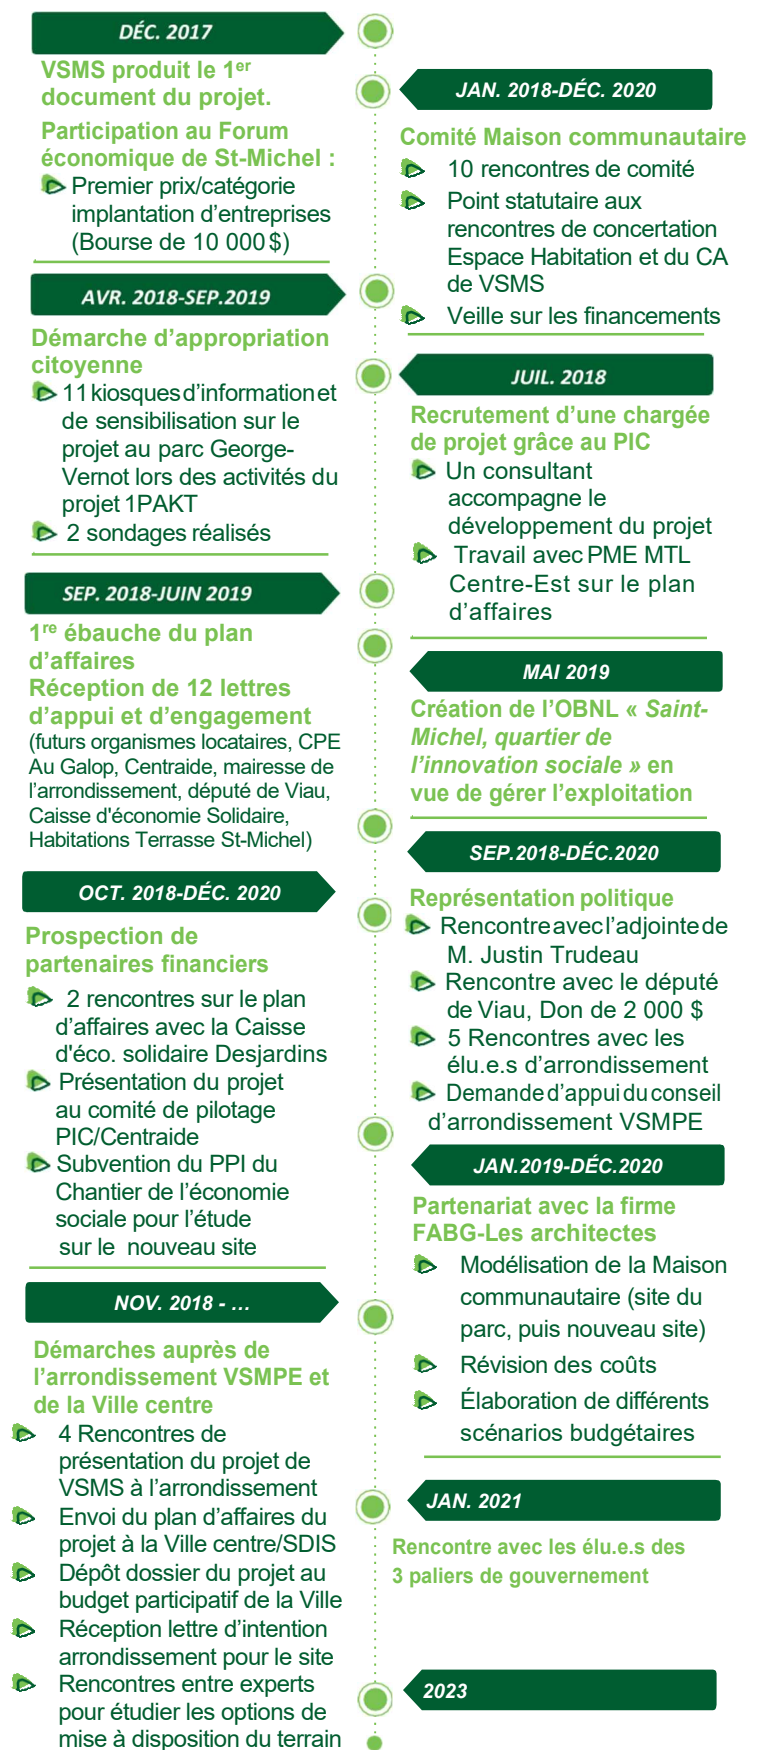 DÉC. 2017
VSMS produit le 1er
document du projet.
Participation au Forum
économique de St-Michel :
Premier prix/catégorie
implantation d'entreprises
(Bourse de 10 000 $)
JAN. 2018-DÉC. 2020
Comité Maison communautaire
10 rencontres de comité
Point statutaire aux
rencontres de concertation
Espace Habitation et du CA
de VSMS
Veille sur les financements
AVR. 2018-SEP.2019
Démarche d'appropriation
citoyenne
11 kiosques d'information et
de sensibilisation sur le
projet au parc George-
Vernot lors des activités du
projet 1PAKT
2 sondages réalisés
JUIL. 2018
Recrutement d'une chargée
de projet grâce au PIC
Un consultant
accompagne le
développement du projet
Travail avec PME MTL
Centre-Est sur le plan
d'affaires
SEP. 2018-JUIN 2019
1re ébauche du plan
d'affaires
Réception de 12 lettres
d'appui et d'engagement
(futurs organismes locataires, CPE
Au Galop, Centraide, mairesse de
l'arrondissement, député de Viau,
Caisse d'économie Solidaire,
Habitations Terrasse St-Michel)
MAI 2019
Création de l'OBNL « Saint-
Michel, quartier de
l'innovation sociale » en
vue de gérer l'exploitation
SEP.2018-DÉC.2020
Représentation politique
Rencontre avec l'adjointe de
M. Justin Trudeau
Rencontre avec le député
de Viau, Don de 2 000 $
5 Rencontres avec les
élu.e.s d'arrondissement
Demande d'appui du conseil
d'arrondissement VSMPE
OCT. 2018-DÉC. 2020
Prospection de
partenaires financiers
2 rencontres sur le plan
d'affaires avec la Caisse
d'éco. solidaire Desjardins
Présentation du projet
au comité de pilotage
PIC/Centraide
Subvention du PPI du
Chantier de l'économie
sociale pour l'étude
sur le nouveau site
JAN.2019-DÉC.2020
Partenariat avec la firme
FABG-Les architectes
Modélisation de la Maison
communautaire (site du
parc, puis nouveau site)
Révision des coûts
Élaboration de différents
scénarios budgétaires
NOV. 2018 - …
Démarches auprès de
l'arrondissement VSMPE et
de la Ville centre
4 Rencontres de
présentation du projet de
VSMS à l'arrondissement
Envoi du plan d'affaires du
projet à la Ville centre/SDIS
Dépôt dossier du projet au
budget participatif de la Ville
Réception lettre d'intention
arrondissement pour le site
Rencontres entre experts
pour étudier les options de
mise à disposition du terrain
JAN. 2021
Rencontre avec les élu.e.s des
3 paliers de gouvernement
2023